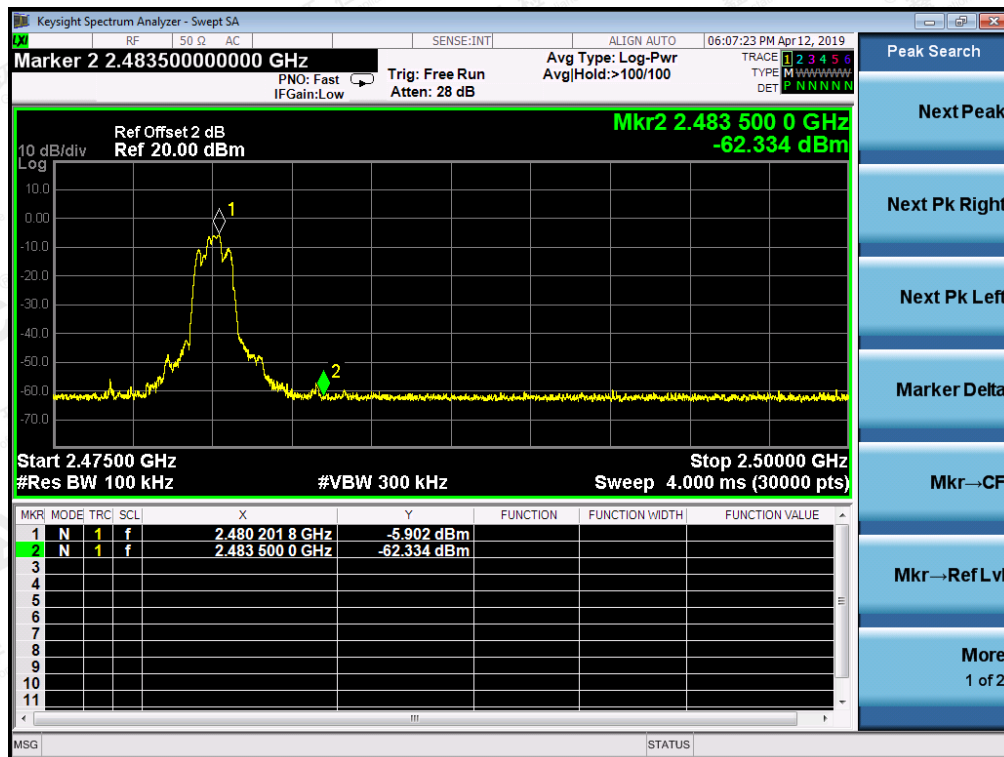 Keysight Spectrum Analyzer - Swept SA
LXI RF 50 Ω AC SENSE:INT ALIGN AUTO 06:07:23 PM Apr 12, 2019
Marker 2 2.483500000000 GHz
PNO: Fast
IFGain:Low
Trig: Free Run
Atten: 28 dB
Avg Type: Log-Pwr
Avg|Hold:>100/100
TRACE 1 2 3 4 5 6
TYPE M WWWWW
DET P N N N N N
Ref Offset 2 dB
Ref 20.00 dBm
10 dB/div
Log
Mkr2 2.483 500 0 GHz
-62.334 dBm
10.0
0.00
-10.0
-20.0
-30.0
-40.0
-50.0
-60.0
-70.0
1
2
Start 2.47500 GHz Stop 2.50000 GHz
#Res BW 100 kHz #VBW 300 kHz Sweep 4.000 ms (30000 pts)
MKR MODE TRC SCL X Y FUNCTION FUNCTION WIDTH FUNCTION VALUE
1 N 1 f 2.480 201 8 GHz -5.902 dBm
2 N 1 f 2.483 500 0 GHz -62.334 dBm
3
4
5
6
7
8
9
10
11
MSG STATUS
Peak Search
Next Peak
Next Pk Right
Next Pk Left
Marker Delta
Mkr→CF
Mkr→Ref Lvl
More
1 of 2